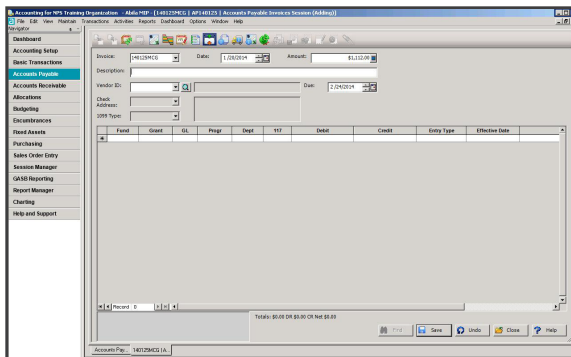 Accounting for NPS Training Organization - Abila MIP - [140125MCG | AP140125 | Accounts Payable Invoices Session (Adding)]
File Edit View Maintain Transactions Activities Reports Dashboard Options Window Help
Navigator
Dashboard
Accounting Setup
Basic Transactions
Accounts Payable
Accounts Receivable
Allocations
Budgeting
Encumbrances
Fixed Assets
Purchasing
Sales Order Entry
Session Manager
GASB Reporting
Report Manager
Charting
Help and Support
Invoice: 140125MCG Date: 1/20/2014 Amount: $1,112.00
Description:
Vendor ID: Due: 2/24/2014
Check Address:
1099 Type:
Fund Grant GL Progr Dept 117 Debit Credit Entry Type Effective Date
Record 0
Totals: $0.00 DR $0.00 CR Net $0.00
Find Save Undo Close Help
Accounts Pay... 140125MCG | A...